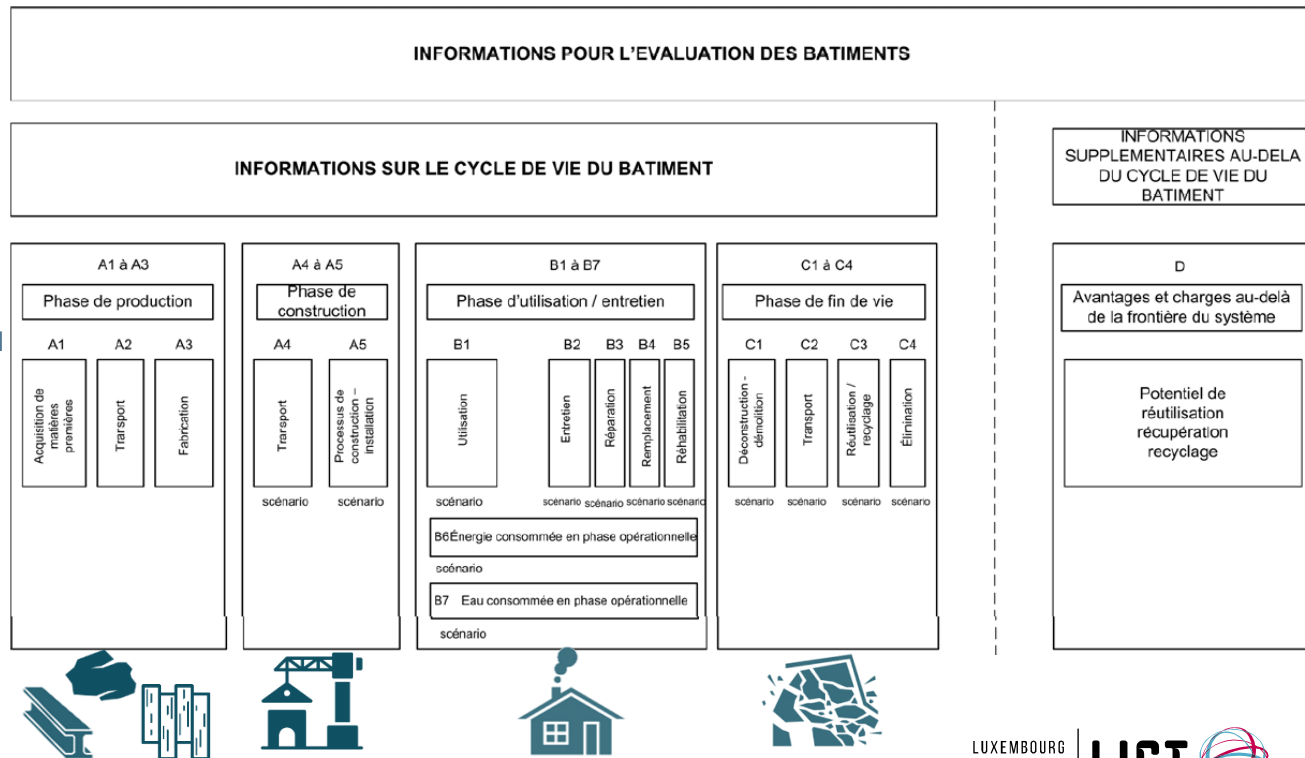 INFORMATIONS POUR L'EVALUATION DES BATIMENTS
INFORMATIONS SUR LE CYCLE DE VIE DU BATIMENT
INFORMATIONS
SUPPLEMENTAIRES AU-DELA
DU CYCLE DE VIE DU
BATIMENT
A1 à A3
Phase de production
A1
A2
A3
Acquisition de
matières
premières
Transport
Fabrication
A4 à A5
Phase de
construction
A4
A5
Transport
Processus de
construction –
installation
scénario
scénario
B1 à B7
Phase d'utilisation / entretien
B1
B2
B3
B4
B5
Utilisation
Entretien
Réparation
Remplacement
Réhabilitation
scénario
scénario
scénario
scénario
scénario
B6Énergie consommée en phase opérationnelle
scénario
B7 Eau consommée en phase opérationnelle
scénario
C1 à C4
Phase de fin de vie
C1
C2
C3
C4
Déconstruction -
démolition
Transport
Réutilisation /
recyclage
Élimination
scénario
scénario
scénario
scénario
D
Avantages et charges au-delà
de la frontière du système
Potentiel de
réutilisation
récupération
recyclage
LUXEMBOURG